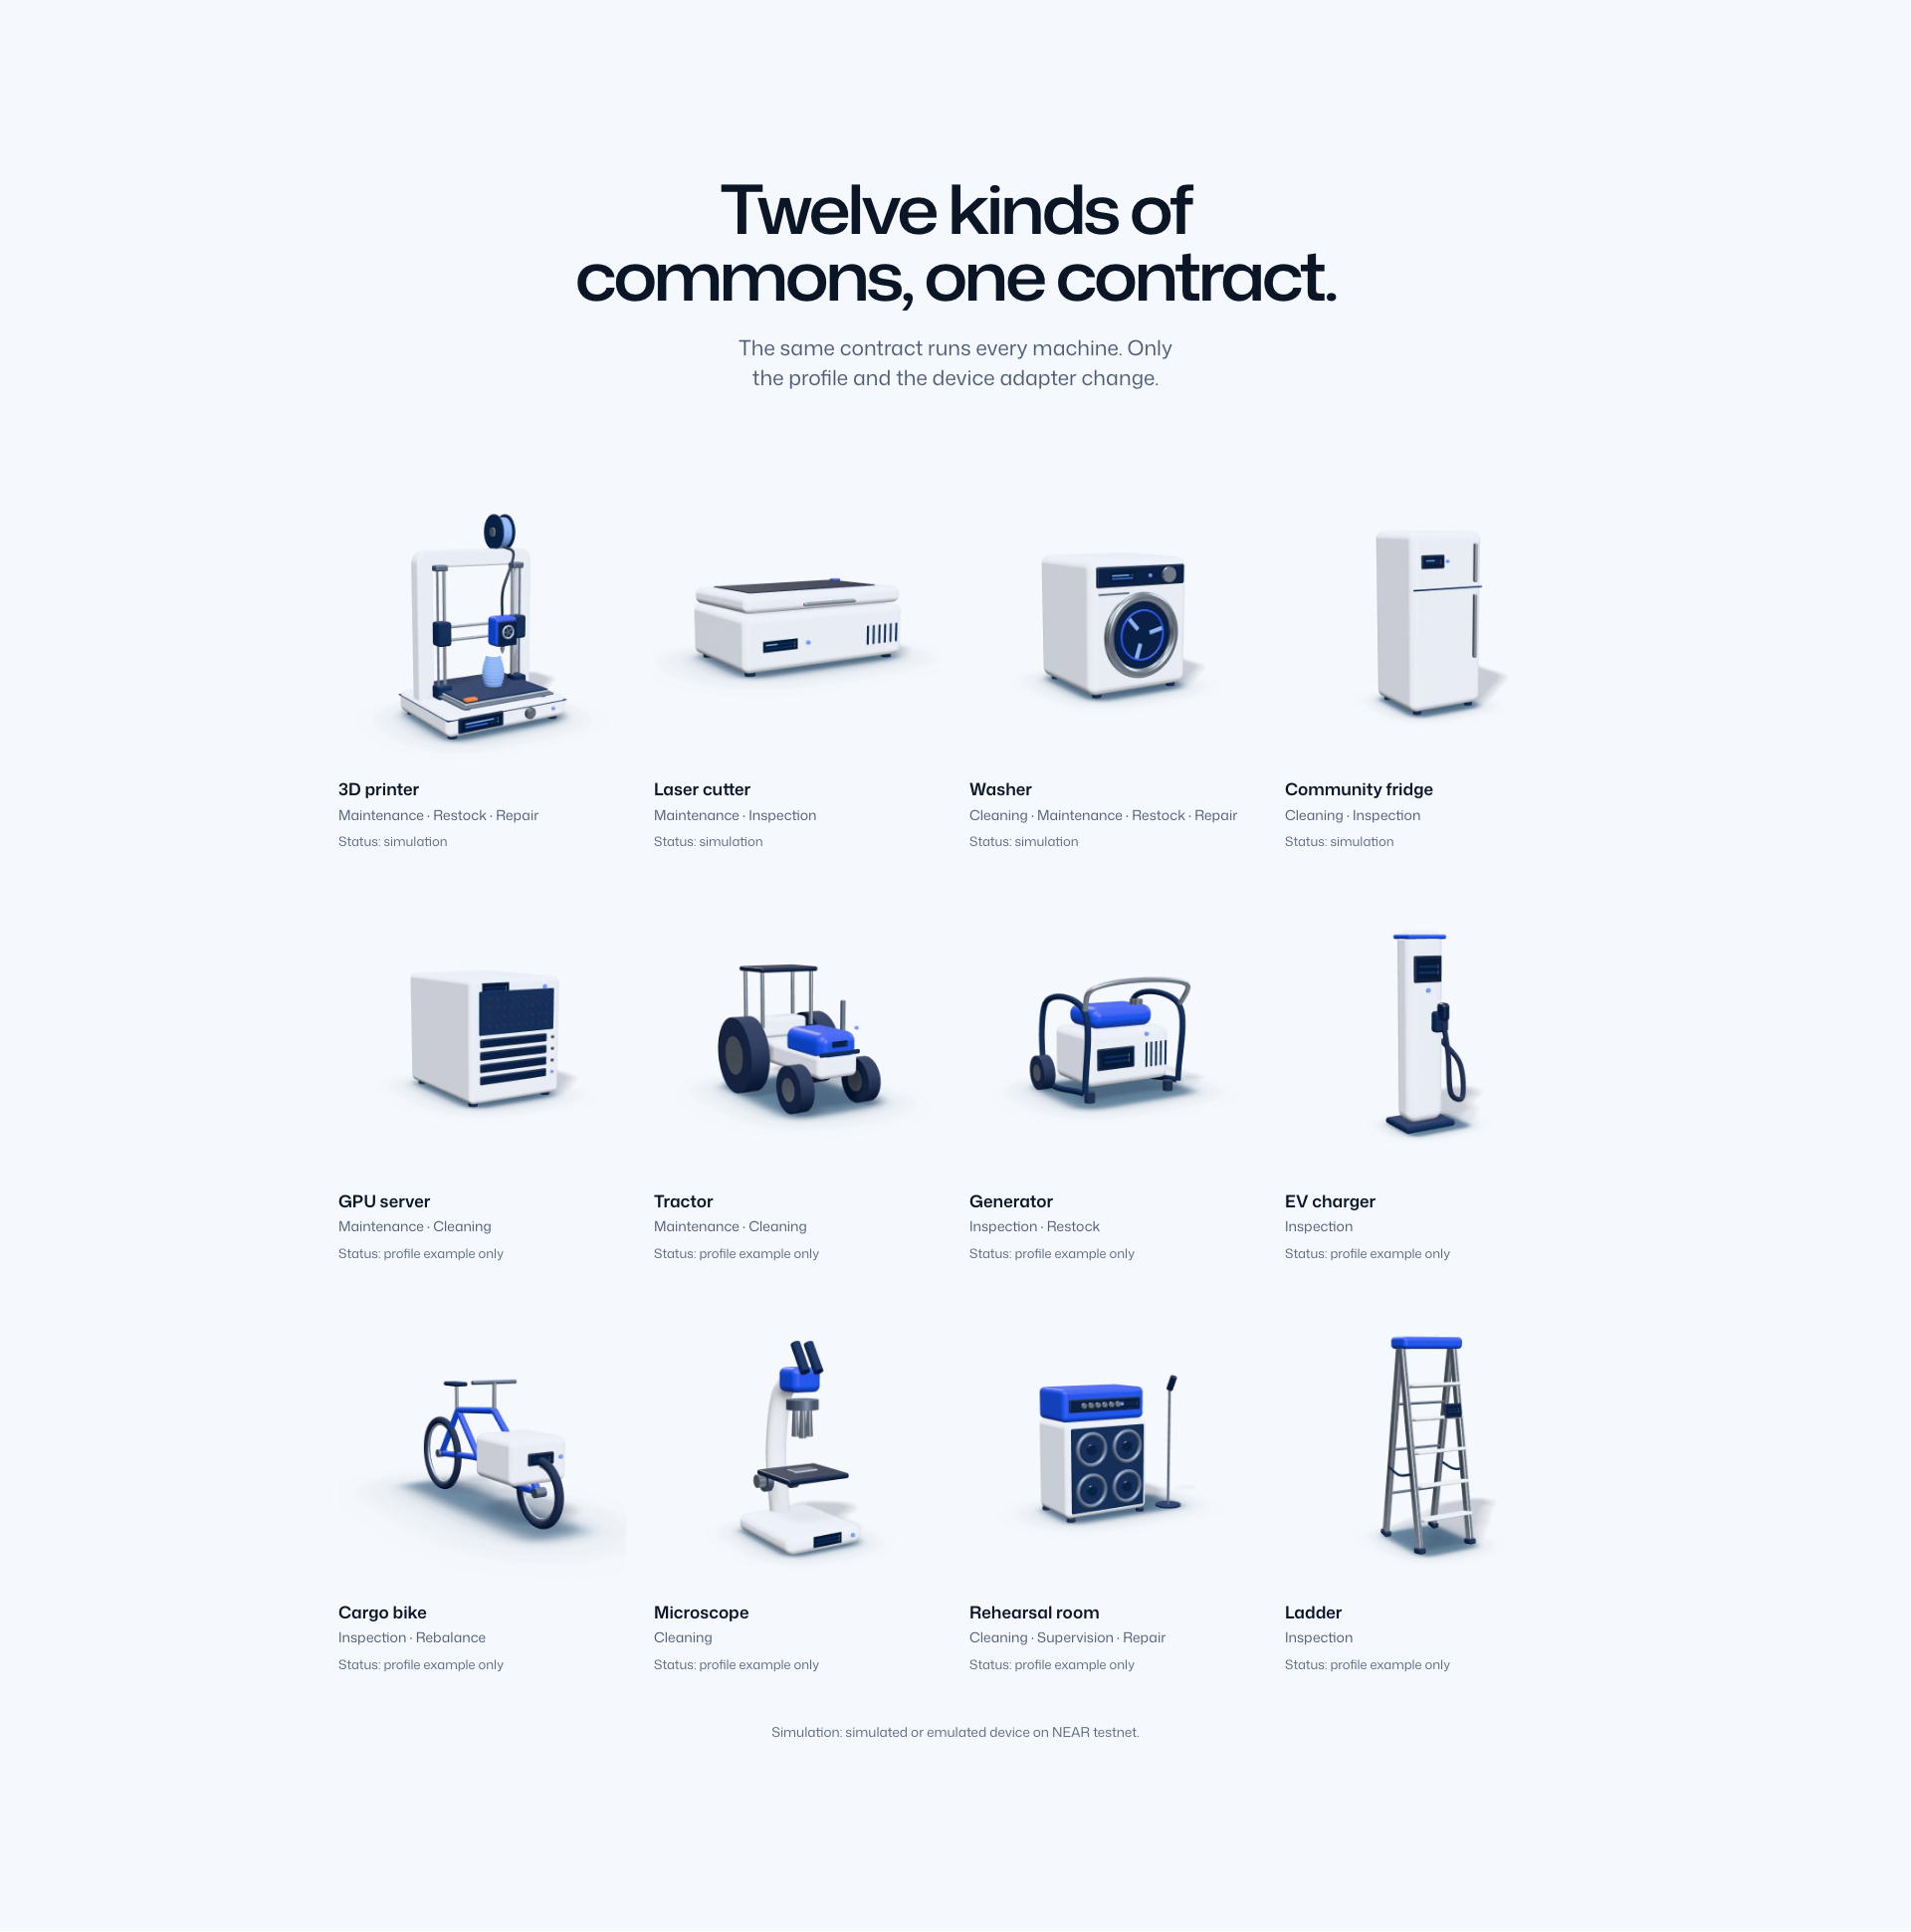 Twelve kinds of
commons, one contract.
The same contract runs every machine. Only
the profile and the device adapter change.
3D printer
Maintenance · Restock · Repair
Status: simulation
Laser cutter
Maintenance · Inspection
Status: simulation
Washer
Cleaning · Maintenance · Restock · Repair
Status: simulation
Community fridge
Cleaning · Inspection
Status: simulation
GPU server
Maintenance · Cleaning
Status: profile example only
Tractor
Maintenance · Cleaning
Status: profile example only
Generator
Inspection · Restock
Status: profile example only
EV charger
Inspection
Status: profile example only
Cargo bike
Inspection · Rebalance
Status: profile example only
Microscope
Cleaning
Status: profile example only
Rehearsal room
Cleaning · Supervision · Repair
Status: profile example only
Ladder
Inspection
Status: profile example only
Simulation: simulated or emulated device on NEAR testnet.